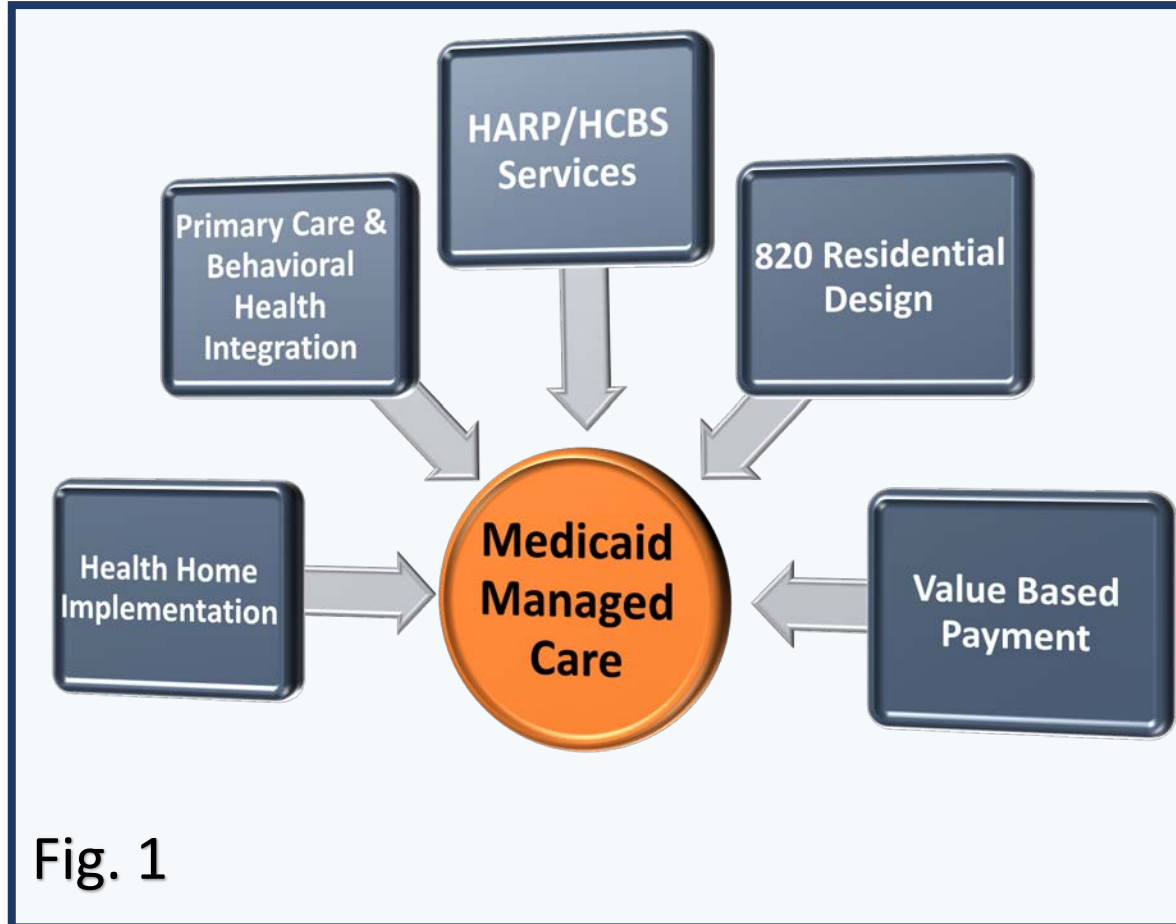 HARP/HCBS
Services
Primary Care &
Behavioral
Health
Integration
820 Residential
Design
Health Home
Implementation
Medicaid
Managed
Care
Value Based
Payment
Fig. 1